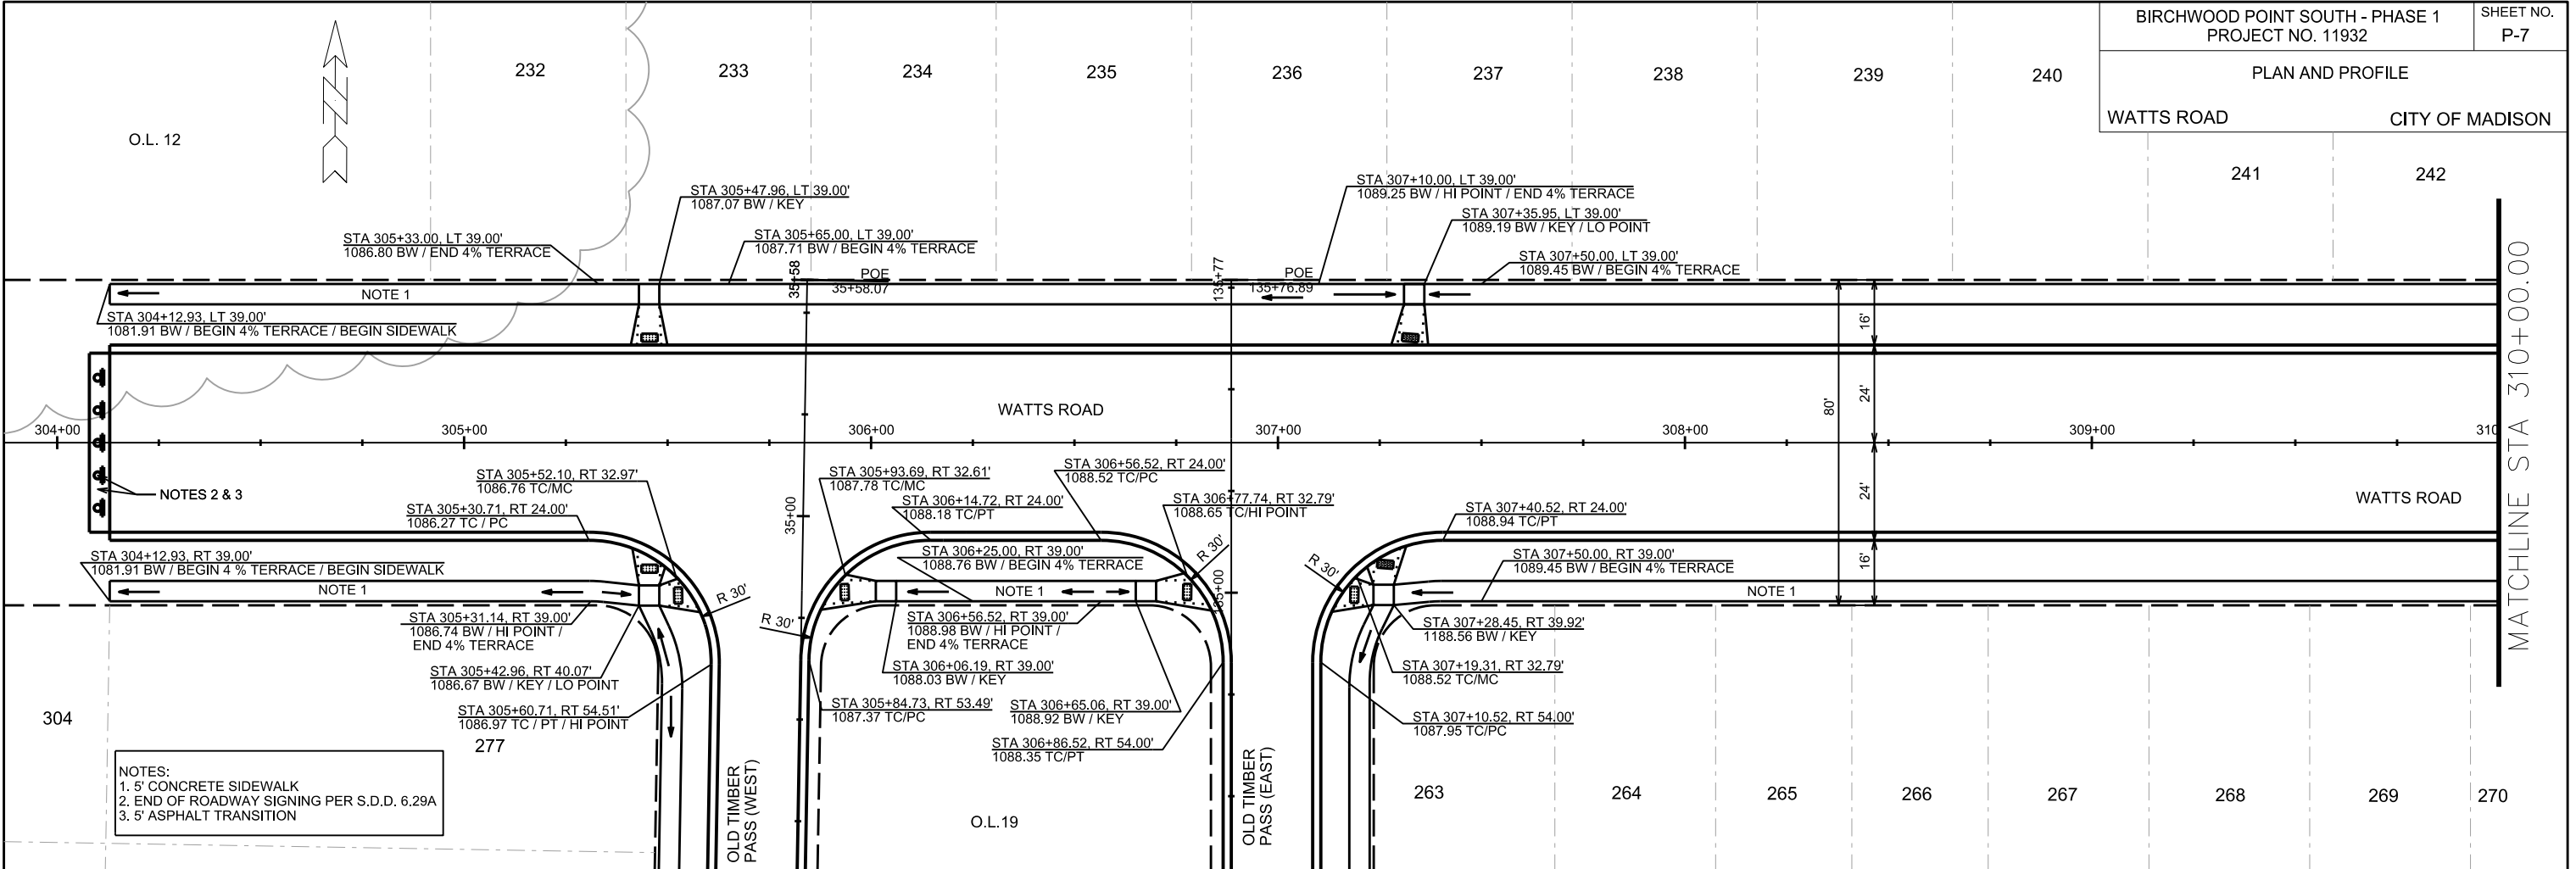 BIRCHWOOD POINT SOUTH - PHASE 1
PROJECT NO. 11932
SHEET NO.
P-7
PLAN AND PROFILE
WATTS ROAD
CITY OF MADISON
232
233
234
235
236
237
238
239
240
241
242
O.L. 12
N
STA 305+47.96, LT 39.00'
1087.07 BW / KEY
STA 305+33.00, LT 39.00'
1086.80 BW / END 4% TERRACE
STA 305+65.00, LT 39.00'
1087.71 BW / BEGIN 4% TERRACE
STA 307+10.00, LT 39.00'
1089.25 BW / HI POINT / END 4% TERRACE
STA 307+35.95, LT 39.00'
1089.19 BW / KEY / LO POINT
STA 307+50.00, LT 39.00'
1089.45 BW / BEGIN 4% TERRACE
35+58
POE
35+58.07
135+77
POE
135+76.89
NOTE 1
STA 304+12.93, LT 39.00'
1081.91 BW / BEGIN 4% TERRACE / BEGIN SIDEWALK
16'
24'
80'
24'
16'
WATTS ROAD
304+00
305+00
306+00
307+00
308+00
309+00
310
MATCHLINE STA 310+00.00
NOTES 2 & 3
WATTS ROAD
STA 305+52.10, RT 32.97'
1086.76 TC/MC
STA 305+30.71, RT 24.00'
1086.27 TC / PC
STA 305+93.69, RT 32.61'
1087.78 TC/MC
STA 306+14.72, RT 24.00'
1088.18 TC/PT
STA 306+56.52, RT 24.00'
1088.52 TC/PC
STA 306+77.74, RT 32.79'
1088.65 TC/HI POINT
STA 307+40.52, RT 24.00'
1088.94 TC/PT
35+00
135+00
STA 304+12.93, RT 39.00'
1081.91 BW / BEGIN 4 % TERRACE / BEGIN SIDEWALK
NOTE 1
STA 306+25.00, RT 39.00'
1088.76 BW / BEGIN 4% TERRACE
NOTE 1
STA 307+50.00, RT 39.00'
1089.45 BW / BEGIN 4% TERRACE
NOTE 1
R 30'
R 30'
R 30'
R 30'
STA 305+31.14, RT 39.00'
1086.74 BW / HI POINT /
END 4% TERRACE
STA 306+56.52, RT 39.00'
1088.98 BW / HI POINT /
END 4% TERRACE
STA 307+28.45, RT 39.92'
1188.56 BW / KEY
STA 305+42.96, RT 40.07'
1086.67 BW / KEY / LO POINT
STA 306+06.19, RT 39.00'
1088.03 BW / KEY
STA 307+19.31, RT 32.79'
1088.52 TC/MC
STA 305+60.71, RT 54.51'
1086.97 TC / PT / HI POINT
STA 305+84.73, RT 53.49'
1087.37 TC/PC
STA 306+65.06, RT 39.00'
1088.92 BW / KEY
STA 307+10.52, RT 54.00'
1087.95 TC/PC
STA 306+86.52, RT 54.00'
1088.35 TC/PT
304
277
NOTES:
1. 5' CONCRETE SIDEWALK
2. END OF ROADWAY SIGNING PER S.D.D. 6.29A
3. 5' ASPHALT TRANSITION
OLD TIMBER
PASS (WEST)
O.L.19
OLD TIMBER
PASS (EAST)
263
264
265
266
267
268
269
270